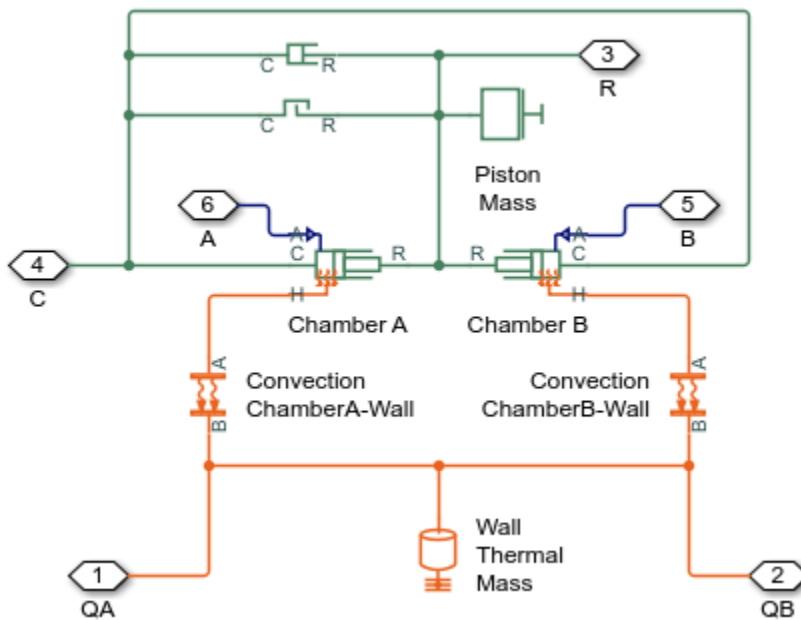 C
R
3
R
C
R
Piston
Mass
6
A
5
B
A
C
R
R
A
C
4
C
H
H
Chamber A
Chamber B
A
Convection
ChamberA-Wall
B
Convection
ChamberB-Wall
A
B
Wall
Thermal
Mass
1
QA
2
QB